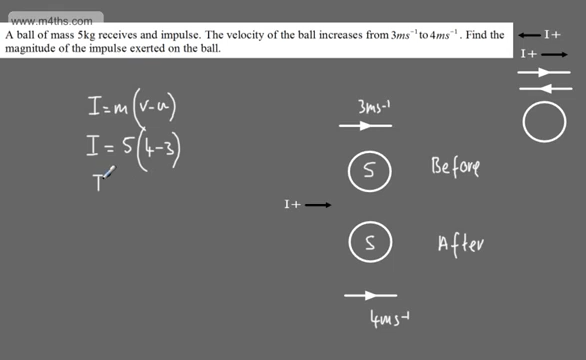 www.m4ths.com
A ball of mass 5kg receives and impulse. The velocity of the ball increases from 3ms⁻¹ to 4ms⁻¹. Find the
magnitude of the impulse exerted on the ball.
I+
I+
I = m(v-u)
I = 5(4-3)
I
3ms-1
5
Before
I+
5
After
4ms-1